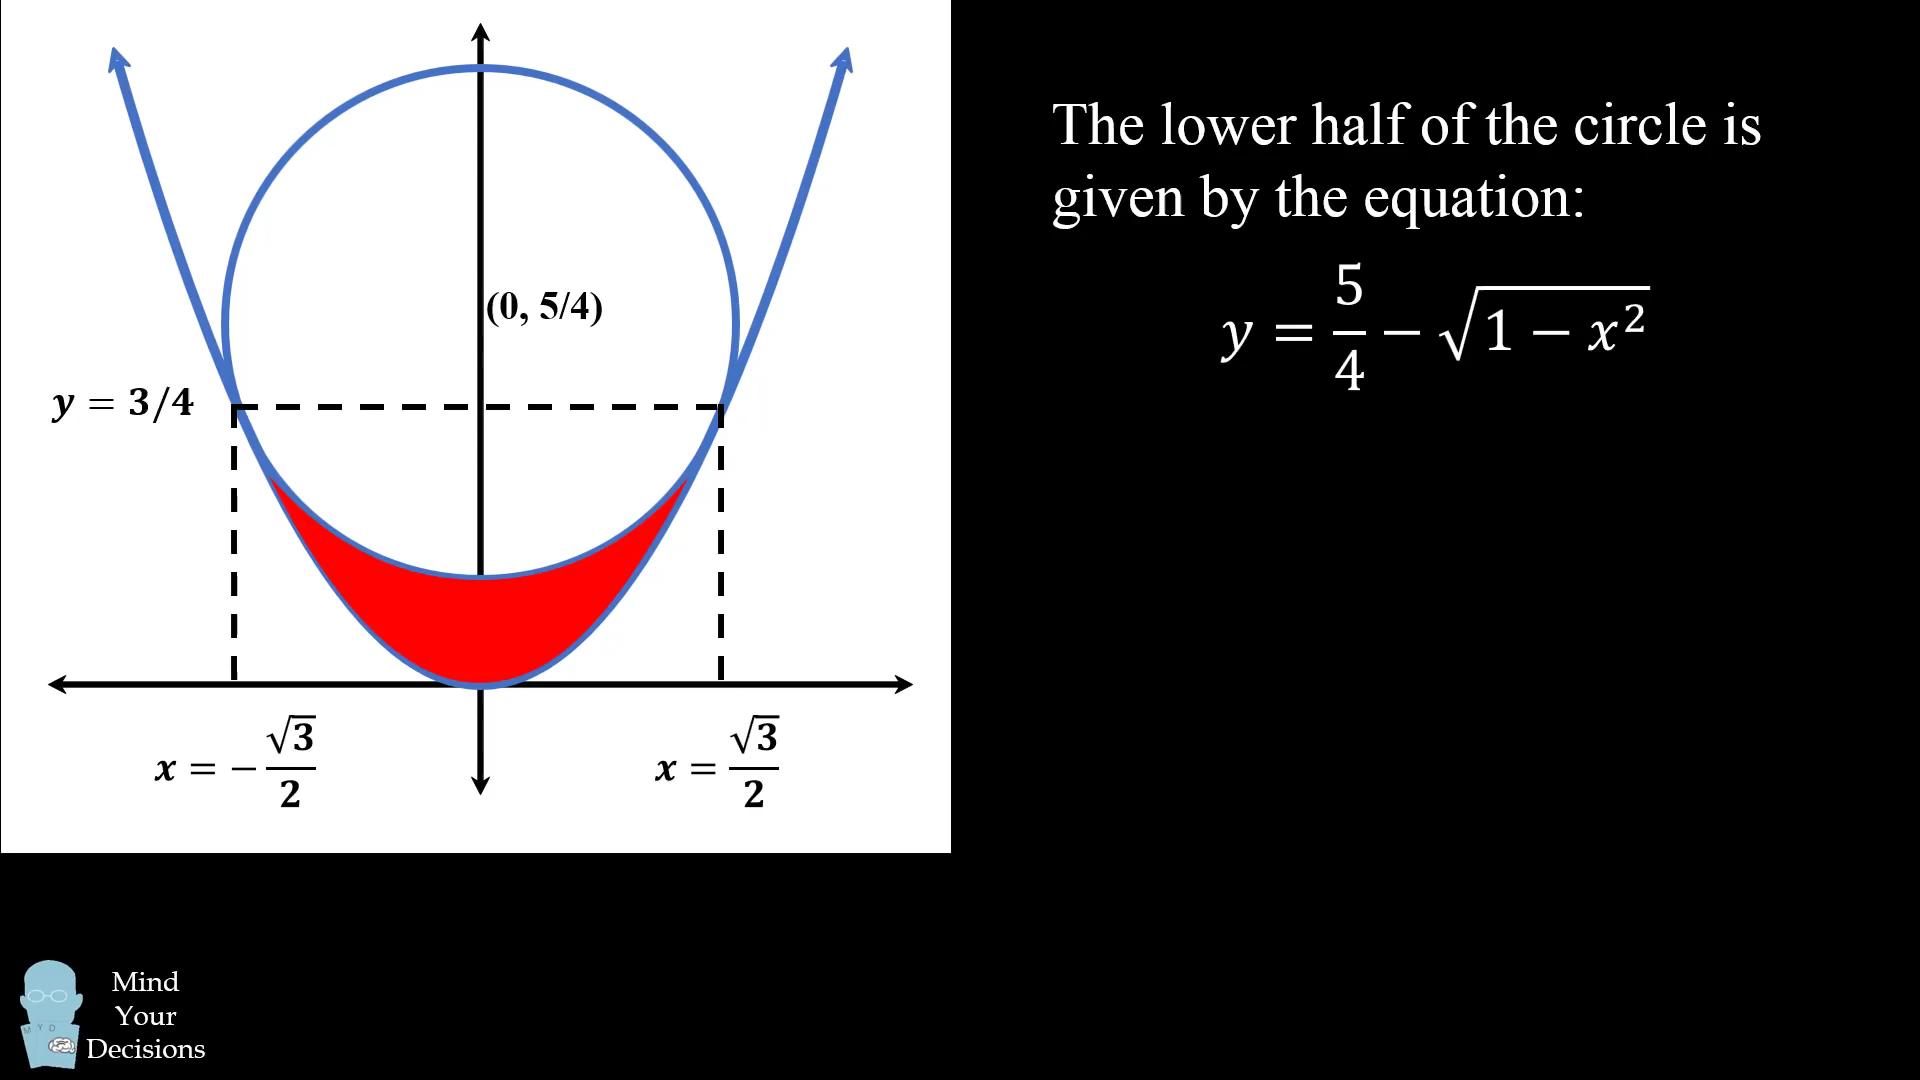 The lower half of the circle is
given by the equation:
y = 5/4 − √(1 − x²)
(0, 5/4)
y = 3/4
x = −√3/2
x = √3/2
M Y D
Mind
Your
Decisions